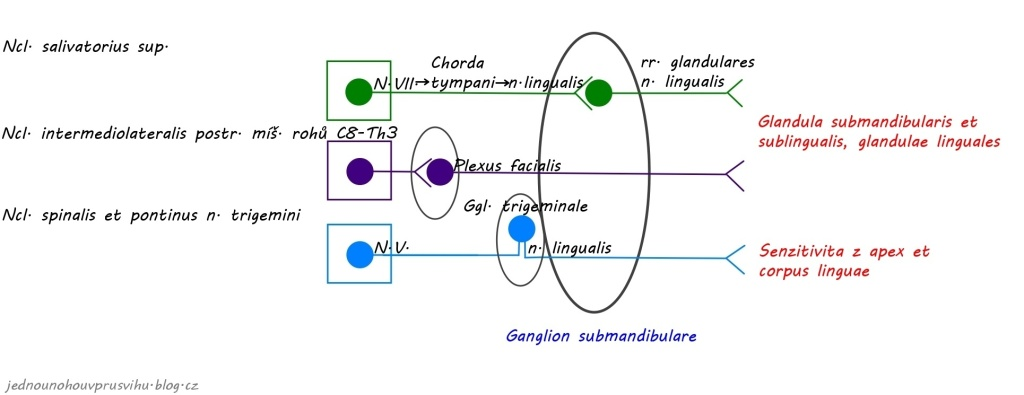 Ncl. salivatorius sup.
Chorda
N.VII→tympani→n.lingualis
rr. glandulares
n. lingualis
Glandula submandibularis et
sublingualis, glandulae linguales
Ncl. intermediolateralis postr. míš. rohů C8-Th3
Plexus facialis
Ncl. spinalis et pontinus n. trigemini
Ggl. trigeminale
N.V.
n. lingualis
Senzitivita z apex et
corpus linguae
Ganglion submandibulare
jednounohouvprusvihu.blog.cz